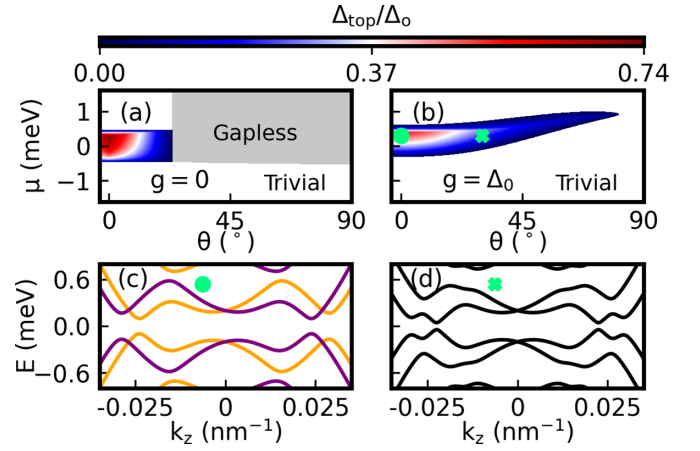 Δtop/Δo
0.00 0.37 0.74
(a) (b)
μ (meV) 1 0 −1
Gapless
g = 0 Trivial
g = Δ0 Trivial
0 45 90 0 45 90
θ (°) θ (°)
(c) (d)
E (meV) 0.6 0.0 −0.6
-0.025 0 0.025 -0.025 0 0.025
kz (nm−1) kz (nm−1)